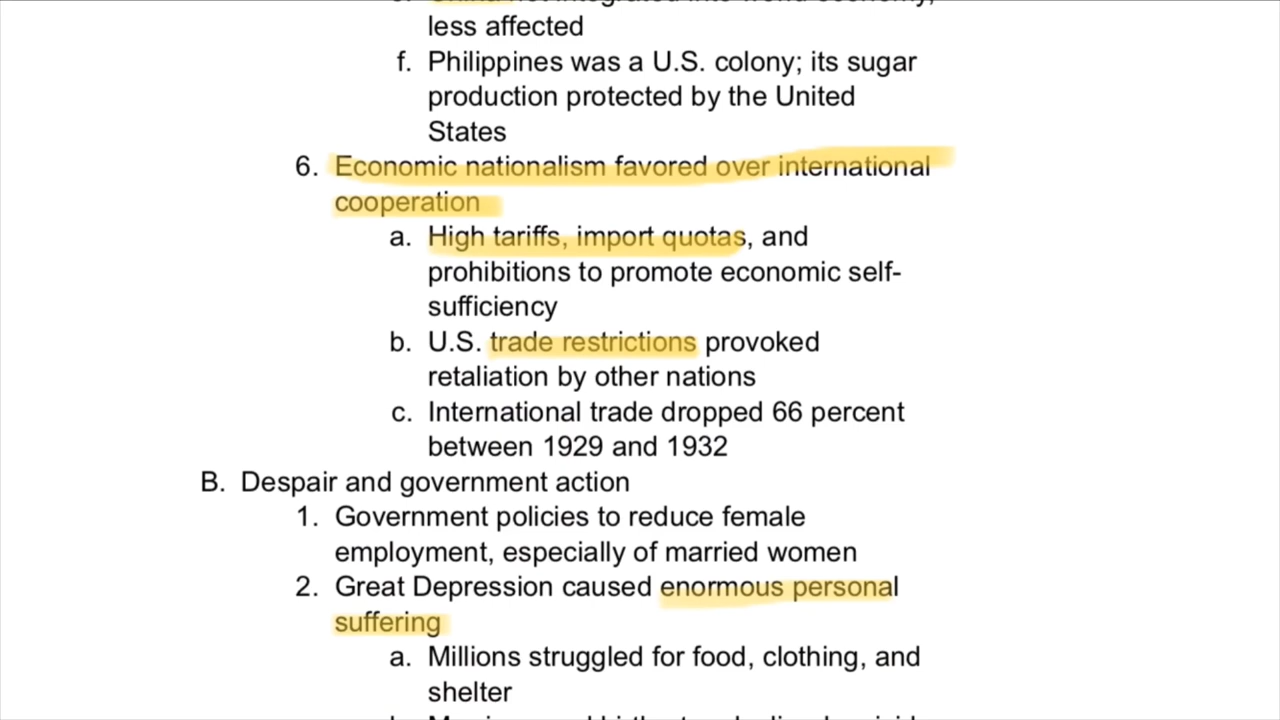 less affected
f. Philippines was a U.S. colony; its sugar
production protected by the United
States
6. Economic nationalism favored over international
cooperation
a. High tariffs, import quotas, and
prohibitions to promote economic self-
sufficiency
b. U.S. trade restrictions provoked
retaliation by other nations
c. International trade dropped 66 percent
between 1929 and 1932
B. Despair and government action
1. Government policies to reduce female
employment, especially of married women
2. Great Depression caused enormous personal
suffering
a. Millions struggled for food, clothing, and
shelter